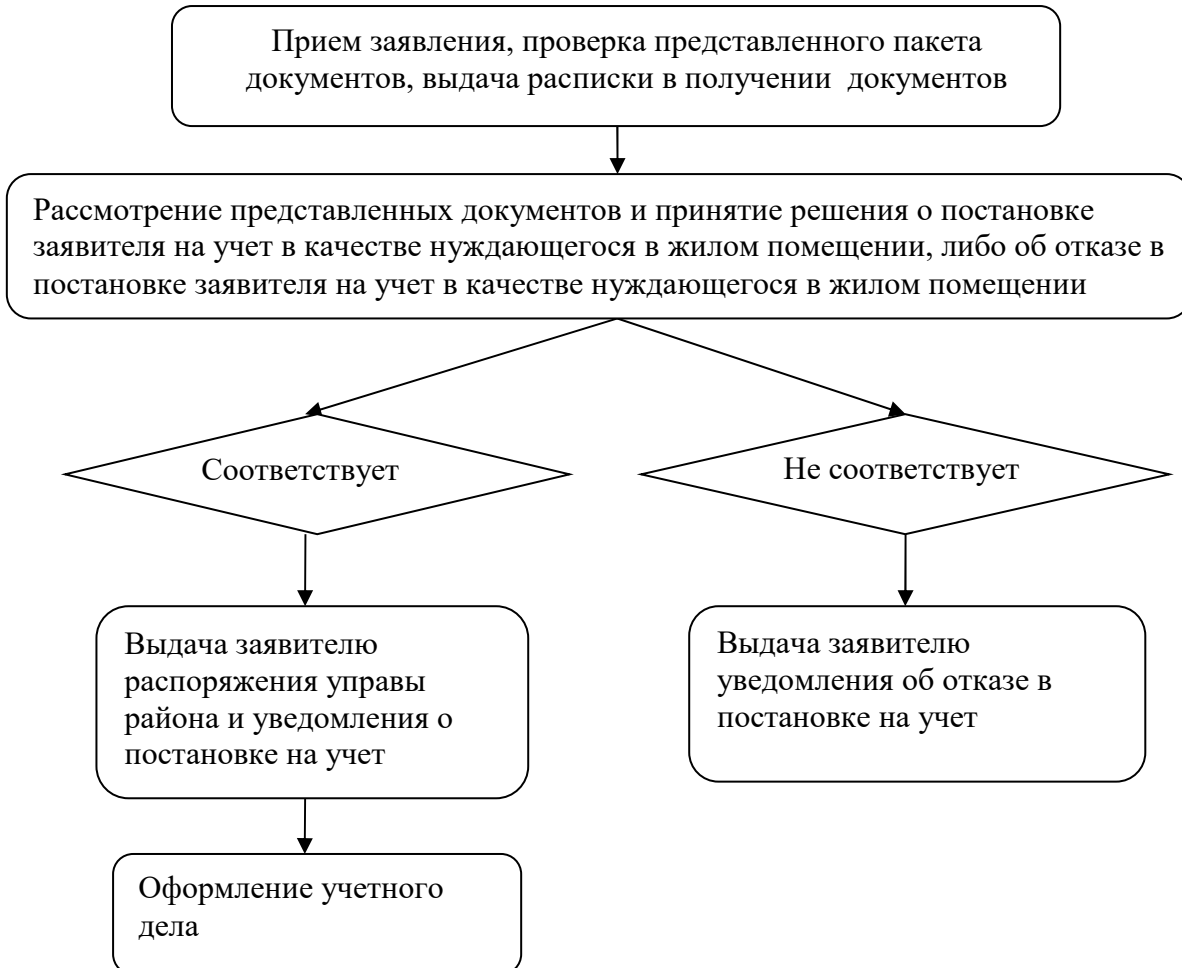 Прием заявления, проверка представленного пакета
документов, выдача расписки в получении документов
Рассмотрение представленных документов и принятие решения о постановке
заявителя на учет в качестве нуждающегося в жилом помещении, либо об отказе в
постановке заявителя на учет в качестве нуждающегося в жилом помещении
Соответствует
Не соответствует
Выдача заявителю
распоряжения управы
района и уведомления о
постановке на учет
Выдача заявителю
уведомления об отказе в
постановке на учет
Оформление учетного
дела